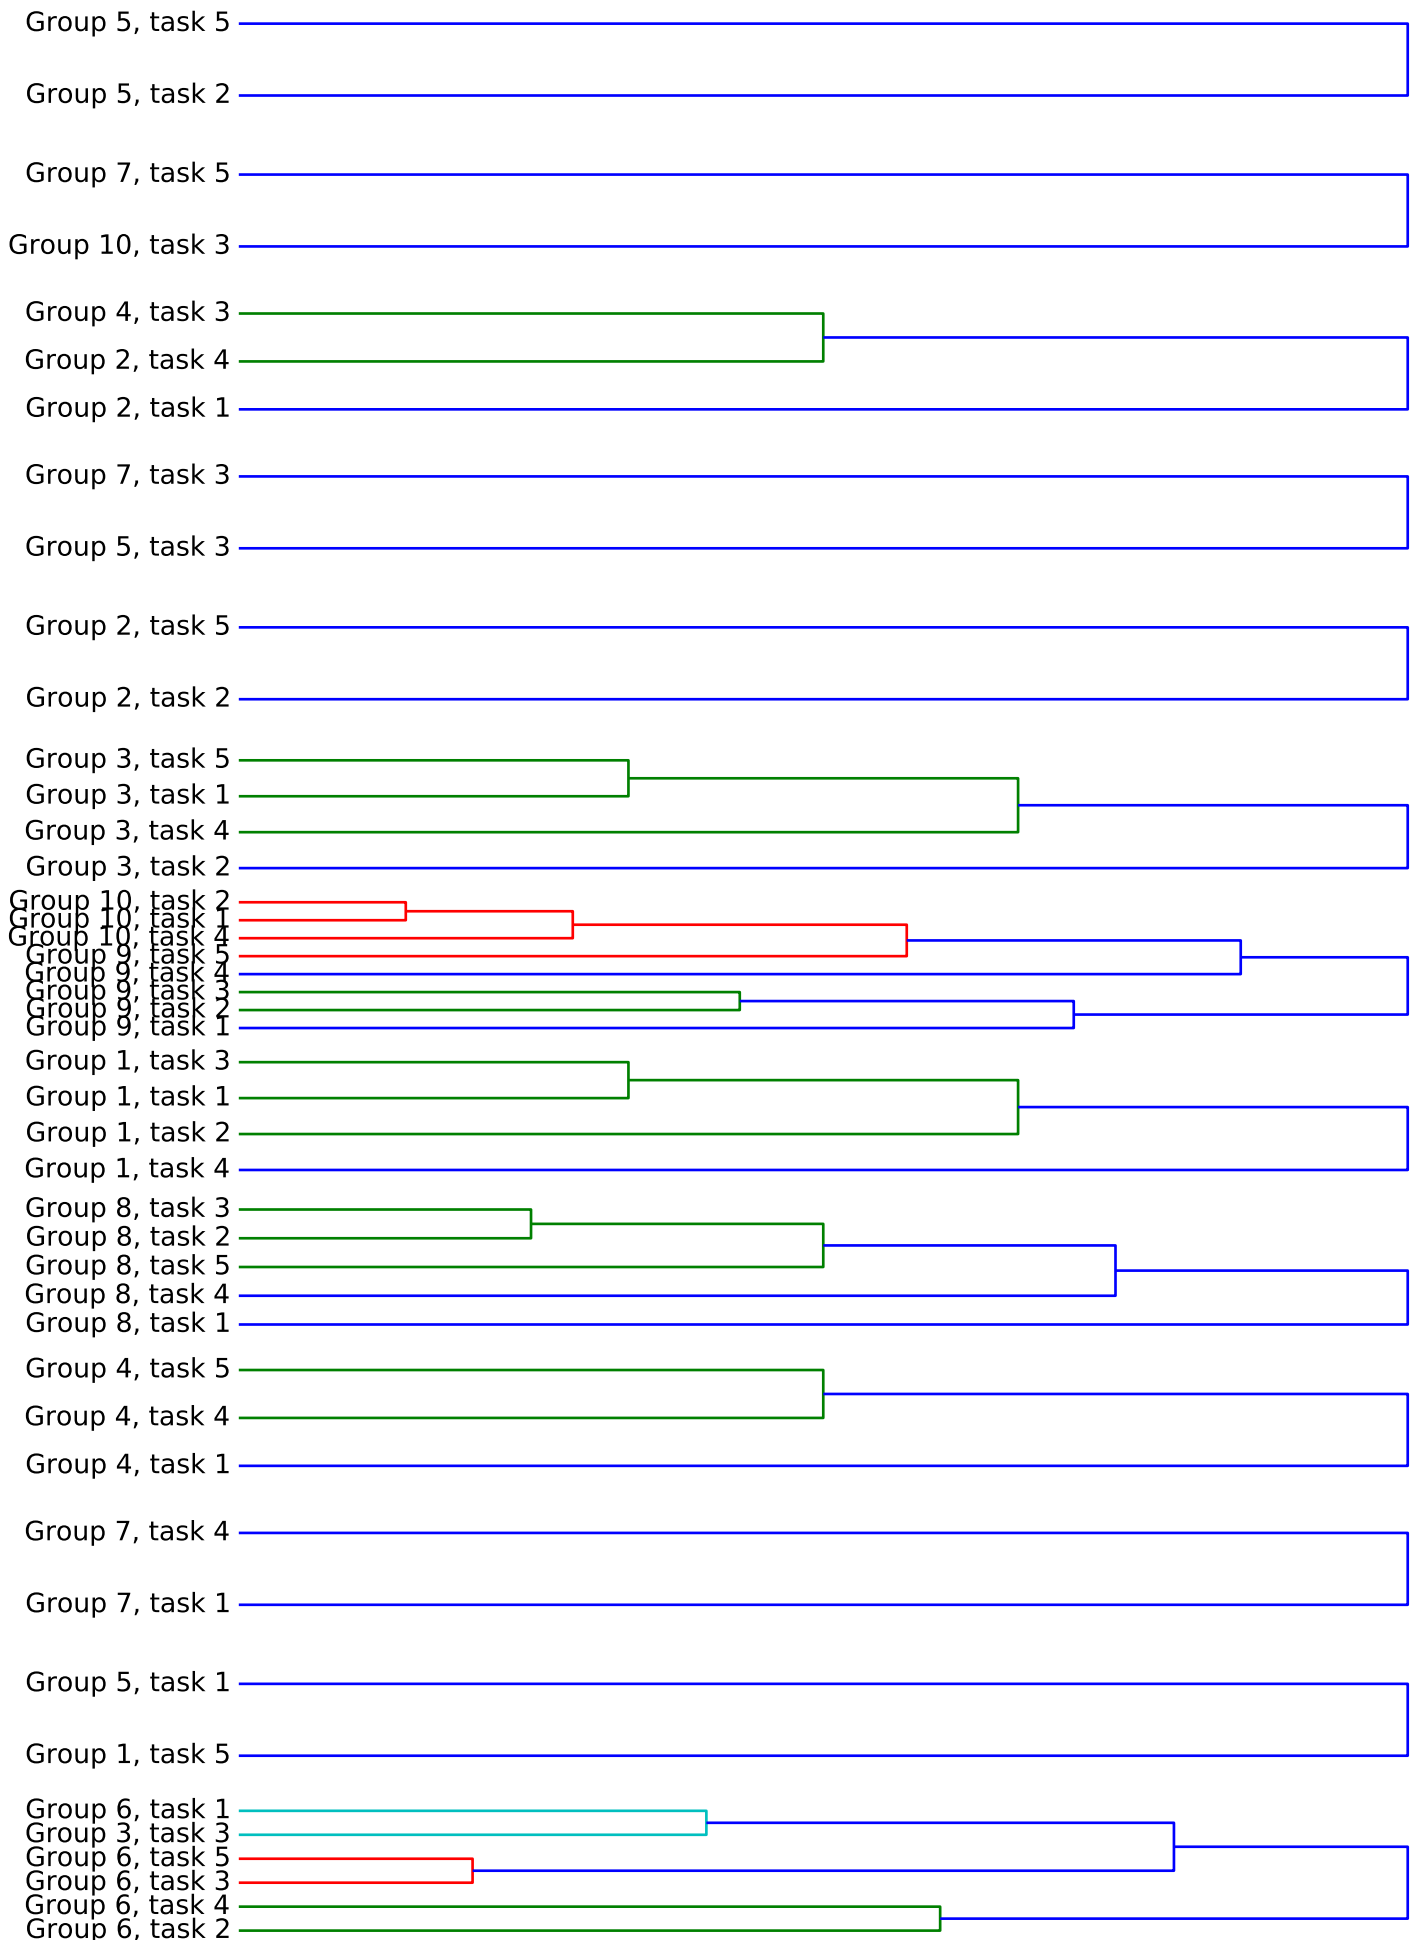 Group 5, task 5
Group 5, task 2
Group 7, task 5
Group 10, task 3
Group 4, task 3
Group 2, task 4
Group 2, task 1
Group 7, task 3
Group 5, task 3
Group 2, task 5
Group 2, task 2
Group 3, task 5
Group 3, task 1
Group 3, task 4
Group 3, task 2
Group 10, task 2
Group 10, task 1
Group 10, task 4
Group 9, task 5
Group 9, task 4
Group 9, task 3
Group 9, task 2
Group 9, task 1
Group 1, task 3
Group 1, task 1
Group 1, task 2
Group 1, task 4
Group 8, task 3
Group 8, task 2
Group 8, task 5
Group 8, task 4
Group 8, task 1
Group 4, task 5
Group 4, task 4
Group 4, task 1
Group 7, task 4
Group 7, task 1
Group 5, task 1
Group 1, task 5
Group 6, task 1
Group 3, task 3
Group 6, task 5
Group 6, task 3
Group 6, task 4
Group 6, task 2